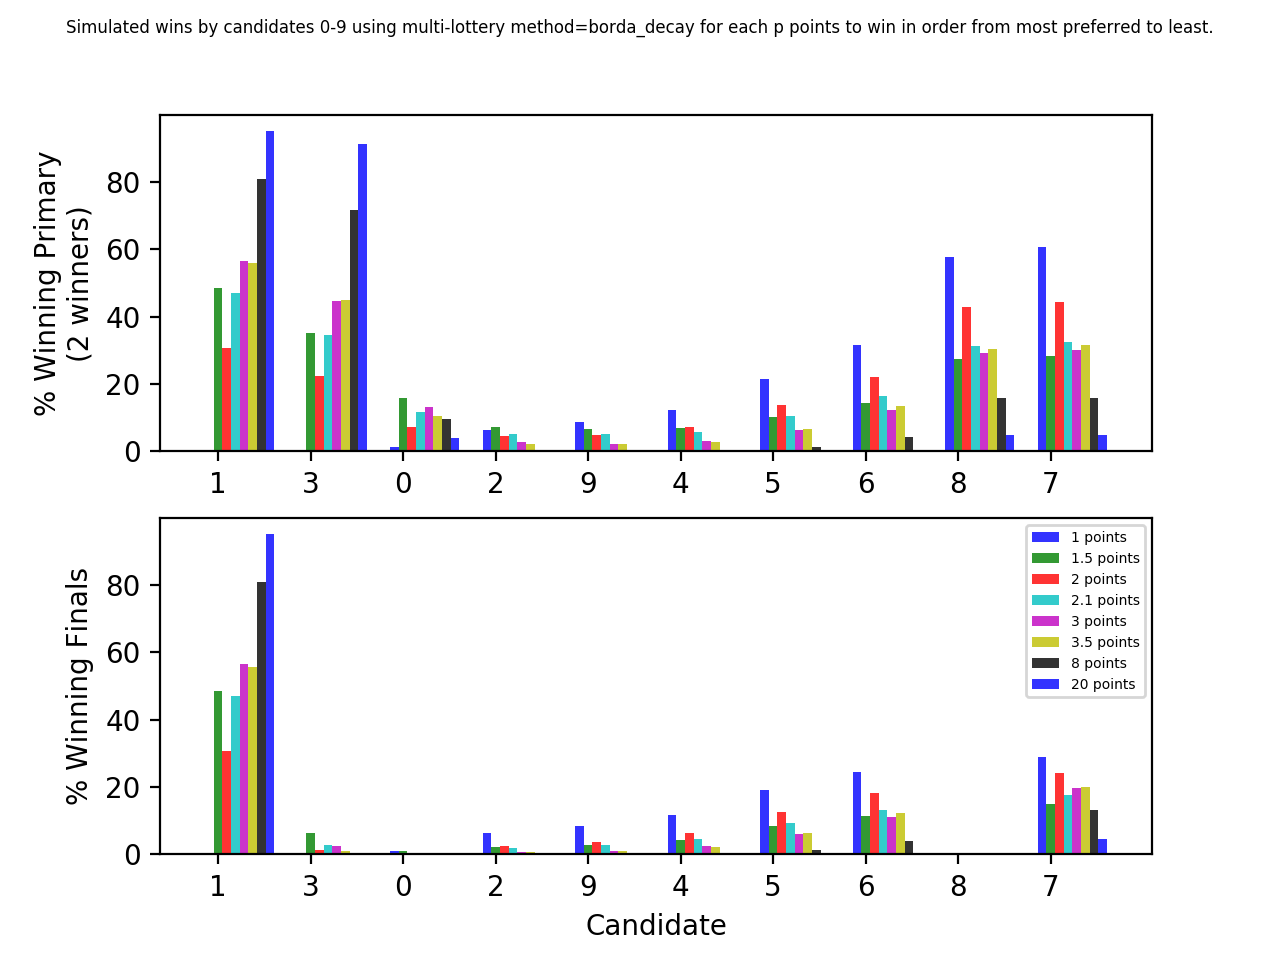 Simulated wins by candidates 0-9 using multi-lottery method=borda_decay for each p points to win in order from most preferred to least.
% Winning Primary
(2 winners)
80
60
40
20
0
1 3 0 2 9 4 5 6 8 7
% Winning Finals
80
60
40
20
0
1 points
1.5 points
2 points
2.1 points
3 points
3.5 points
8 points
20 points
1 3 0 2 9 4 5 6 8 7
Candidate